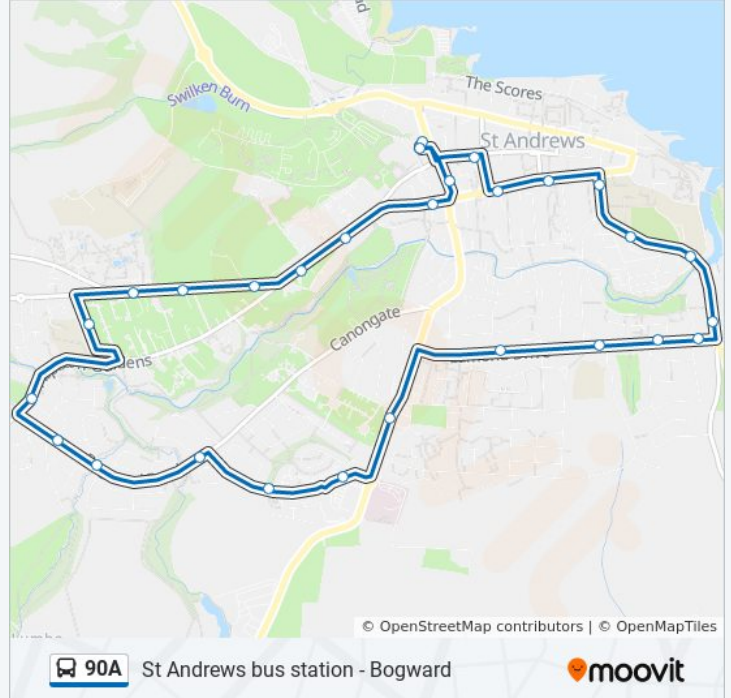 The Scores
Swilken Burn
St Andrews
Canongate
© OpenStreetMap contributors | © OpenMapTiles
90A
St Andrews bus station - Bogward
moovit